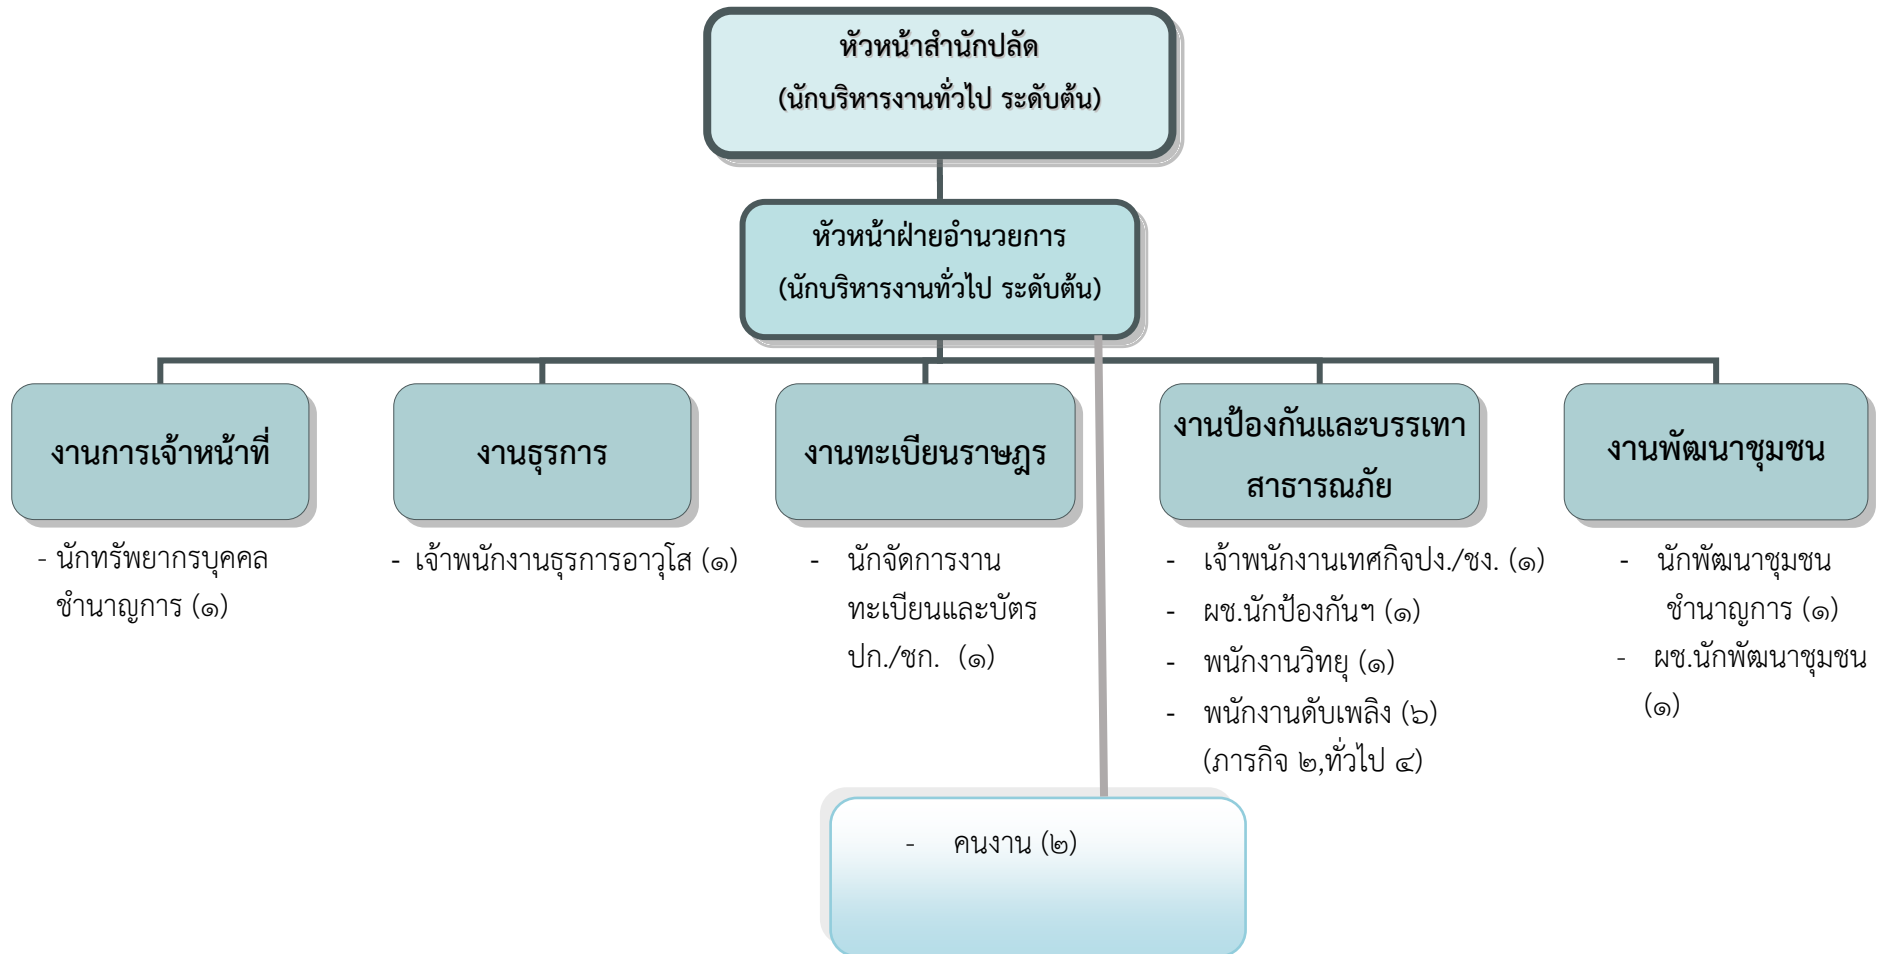 หัวหน้าสำนักปลัด
(นักบริหารงานทั่วไป ระดับต้น)
หัวหน้าฝ่ายอำนวยการ
(นักบริหารงานทั่วไป ระดับต้น)
งานการเจ้าหน้าที่
- นักทรัพยากรบุคคล
ชำนาญการ (๑)
งานธุรการ
- เจ้าพนักงานธุรการอาวุโส (๑)
งานทะเบียนราษฎร
- นักจัดการงาน
ทะเบียนและบัตร
ปก./ชก. (๑)
งานป้องกันและบรรเทา
สาธารณภัย
- เจ้าพนักงานเทศกิจปง./ชง. (๑)
- ผช.นักป้องกันฯ (๑)
- พนักงานวิทยุ (๑)
- พนักงานดับเพลิง (๖)
(ภารกิจ ๒,ทั่วไป ๔)
งานพัฒนาชุมชน
- นักพัฒนาชุมชน
ชำนาญการ (๑)
- ผช.นักพัฒนาชุมชน
(๑)
- คนงาน (๒)